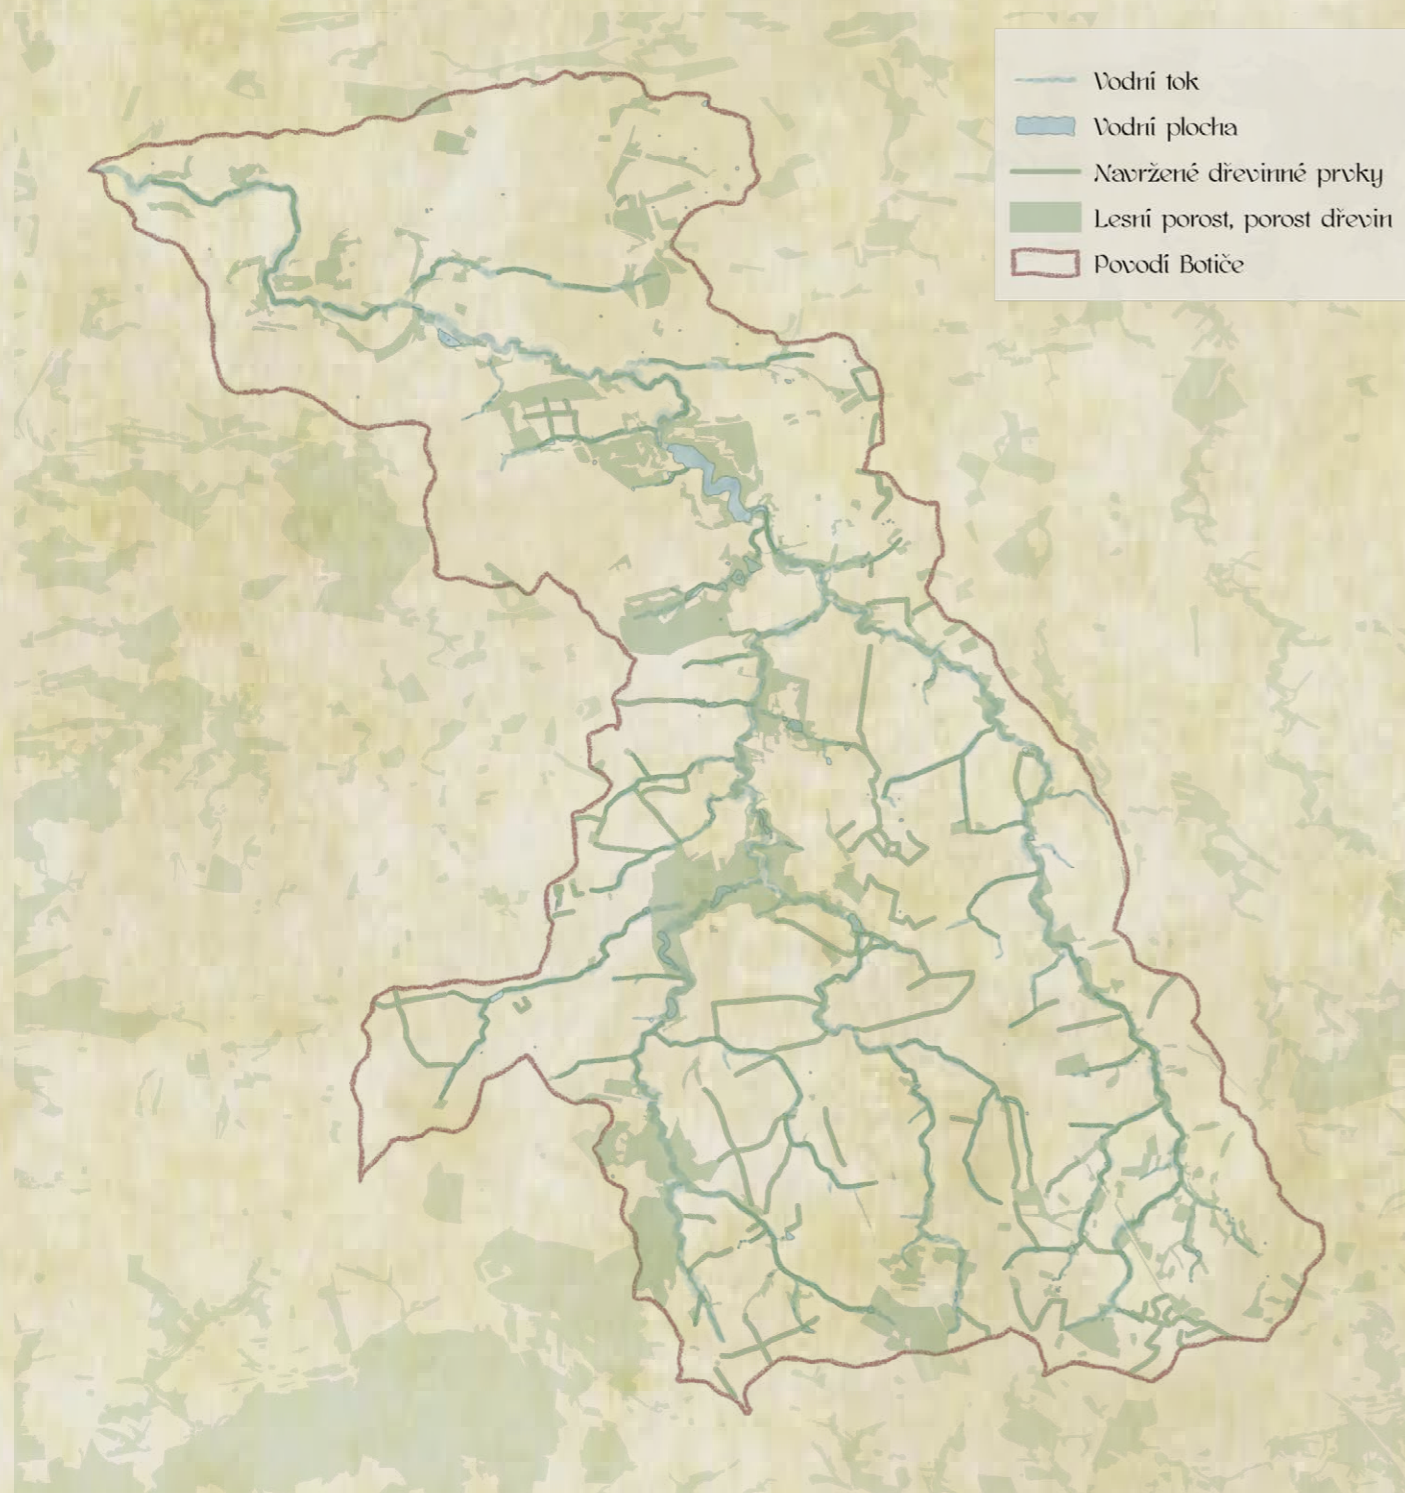 Vodní tok
Vodní plocha
Navržené dřevinné prvky
Lesní porost, porost dřevin
Povodí Botiče